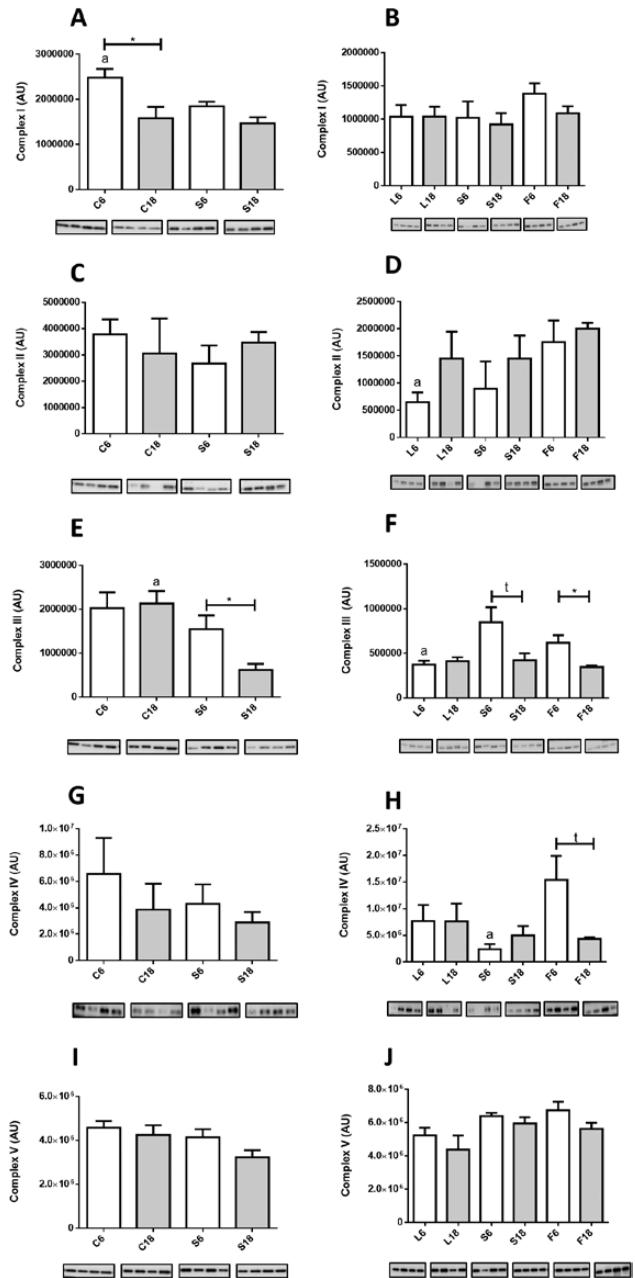 A
Complex I (AU)
3000000
2000000
1000000
0
a
*
C6 C18 S6 S18
B
Complex I (AU)
2000000
1500000
1000000
500000
0
L6 L18 S6 S18 F6 F18
C
Complex II (AU)
5000000
4000000
3000000
2000000
1000000
0
C6 C18 S6 S18
D
Complex II (AU)
2500000
2000000
1500000
1000000
500000
0
a
L6 L18 S6 S18 F6 F18
E
Complex III (AU)
3000000
2000000
1000000
0
a
*
C6 C18 S6 S18
F
Complex III (AU)
1500000
1000000
500000
0
a
t
*
L6 L18 S6 S18 F6 F18
G
Complex IV (AU)
1.0×10⁷
8.0×10⁶
6.0×10⁶
4.0×10⁶
2.0×10⁶
0
C6 C18 S6 S18
H
Complex IV (AU)
2.5×10⁷
2.0×10⁷
1.5×10⁷
1.0×10⁷
5.0×10⁶
0
a
t
L6 L18 S6 S18 F6 F18
I
Complex V (AU)
6.0×10⁶
4.0×10⁶
2.0×10⁶
0
C6 C18 S6 S18
J
Complex V (AU)
8.0×10⁶
6.0×10⁶
4.0×10⁶
2.0×10⁶
0
L6 L18 S6 S18 F6 F18